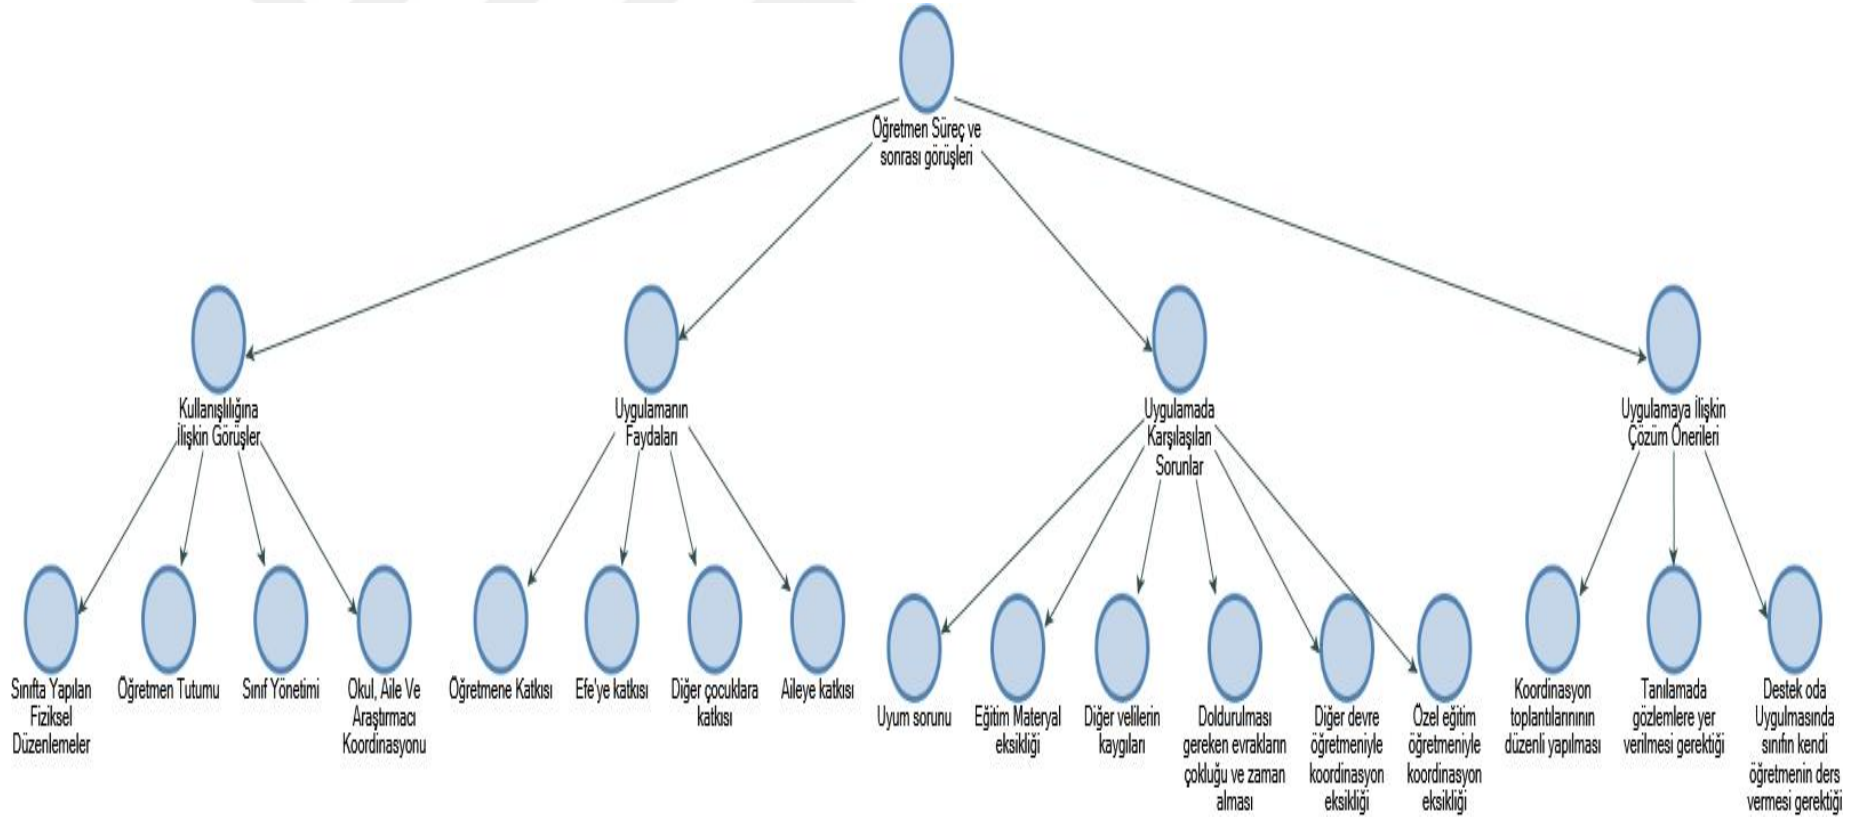 Öğretmen Süreç ve
sonrası görüşleri
Kullanışlılığına
İlişkin Görüşler
Uygulamanın
Faydaları
Uygulamada
Karşılaşılan
Sorunlar
Uygulamaya İlişkin
Çözüm Önerileri
Sınıfta Yapılan
Fiziksel
Düzenlemeler
Öğretmen Tutumu
Sınıf Yönetimi
Okul, Aile Ve
Araştırmacı
Koordinasyonu
Öğretmene Katkısı
Efe'ye katkısı
Diğer çocuklara
katkısı
Aileye katkısı
Uyum sorunu
Eğitim Materyal
eksikliği
Diğer velilerin
kaygıları
Doldurulması
gereken evrakların
çokluğu ve zaman
alması
Diğer devre
öğretmeniyle
koordinasyon
eksikliği
Özel eğitim
öğretmeniyle
koordinasyon
eksikliği
Koordinasyon
toplantılarınının
düzenli yapılması
Tanılamada
gözlemlere yer
verilmesi gerektiği
Destek oda
Uygulmasında
sınıfın kendi
öğretmenin ders
vermesi gerektiği